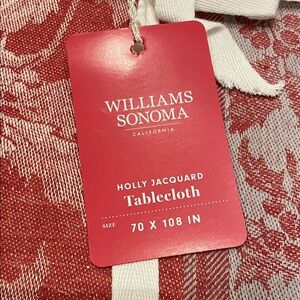 WILLIAMS
SONOMA
CALIFORNIA
HOLLY JACQUARD
Tablecloth
SIZE 70 X 108 IN